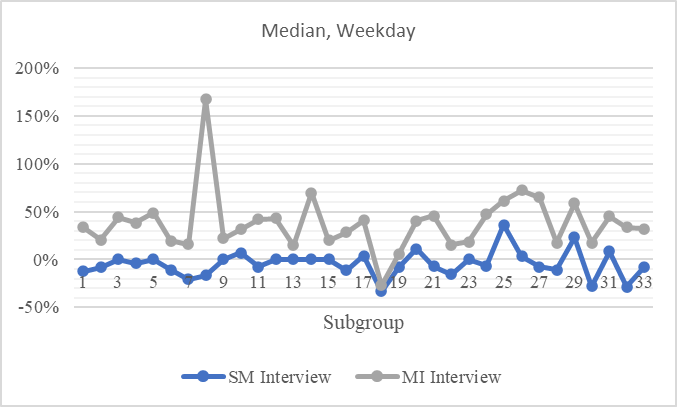 Median, Weekday
200%
150%
100%
50%
0%
-50%
1 3 5 7 9 11 13 15 17 19 21 23 25 27 29 31 33
Subgroup
SM Interview MI Interview